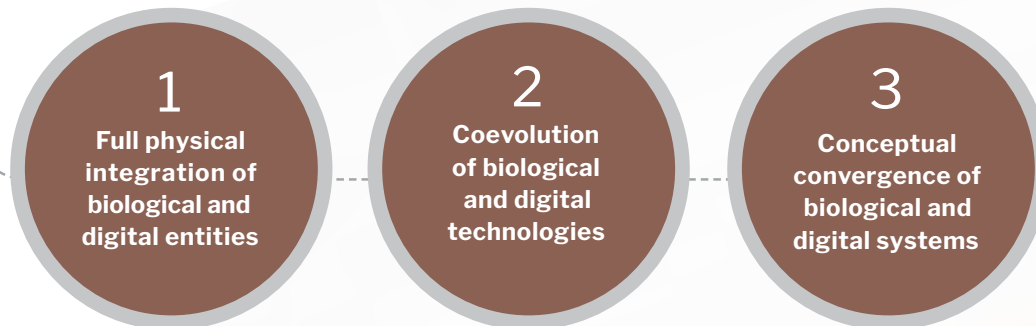 1
Full physical
integration of
biological and
digital entities
2
Coevolution
of biological
and digital
technologies
3
Conceptual
convergence of
biological and
digital systems